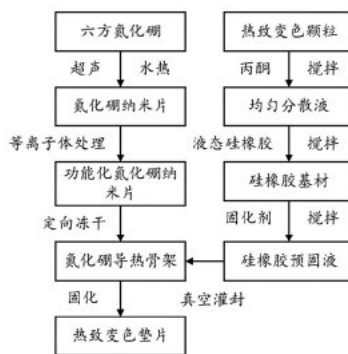 六方氮化硼
热致变色颗粒
超声
水热
丙酮
搅拌
氮化硼纳米片
均匀分散液
等离子体处理
液态硅橡胶
搅拌
功能化氮化硼纳
米片
硅橡胶基材
定向冻干
固化剂
搅拌
氮化硼导热骨架
硅橡胶预固液
固化
真空灌封
热致变色垫片